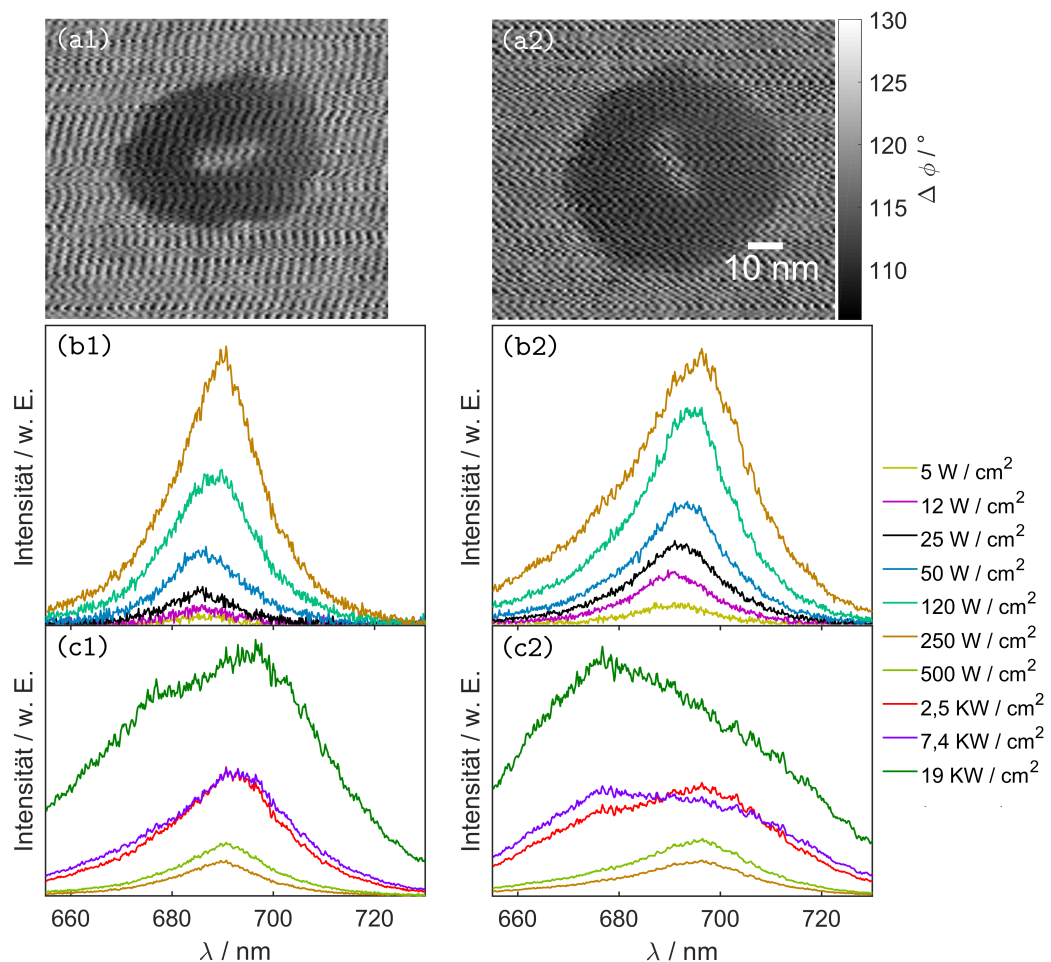 (a1)
(a2)
10 nm
130
125
120
115
110
Δ ϕ / °
(b1)
(b2)
Intensität / w. E.
Intensität / w. E.
(c1)
(c2)
Intensität / w. E.
Intensität / w. E.
660
680
700
720
660
680
700
720
λ / nm
λ / nm
5 W / cm²
12 W / cm²
25 W / cm²
50 W / cm²
120 W / cm²
250 W / cm²
500 W / cm²
2,5 KW / cm²
7,4 KW / cm²
19 KW / cm²